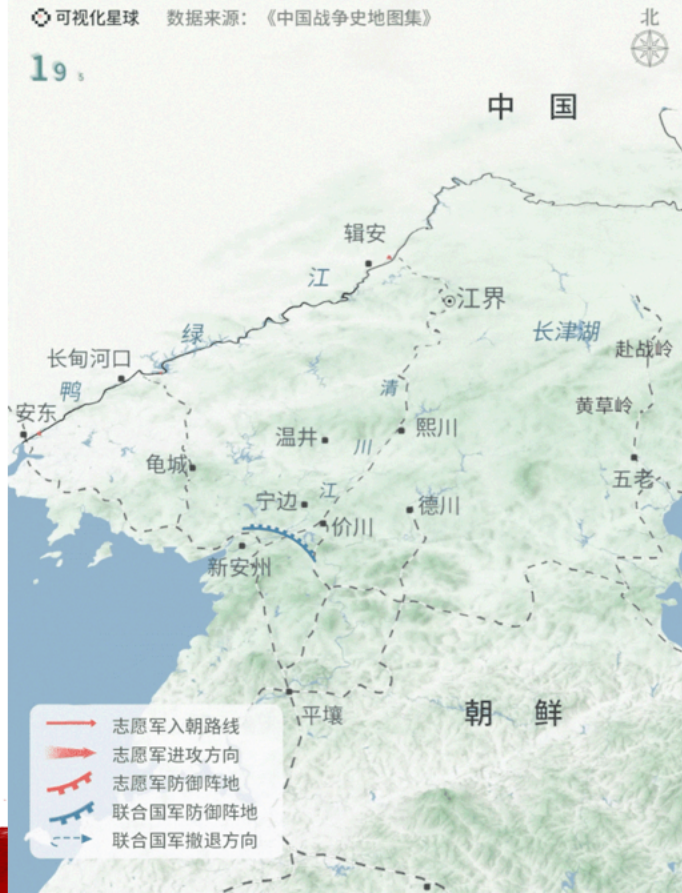 可视化星球 数据来源：《中国战争史地图集》
北
19 5
中 国
辑安
江
江界
绿
长津湖
长甸河口
赴战岭
鸭
清
黄草岭
安东
熙川
温井
川
龟城
五老
江
宁边
德川
价川
新安州
平壤
朝 鲜
志愿军入朝路线
志愿军进攻方向
志愿军防御阵地
联合国军防御阵地
联合国军撤退方向